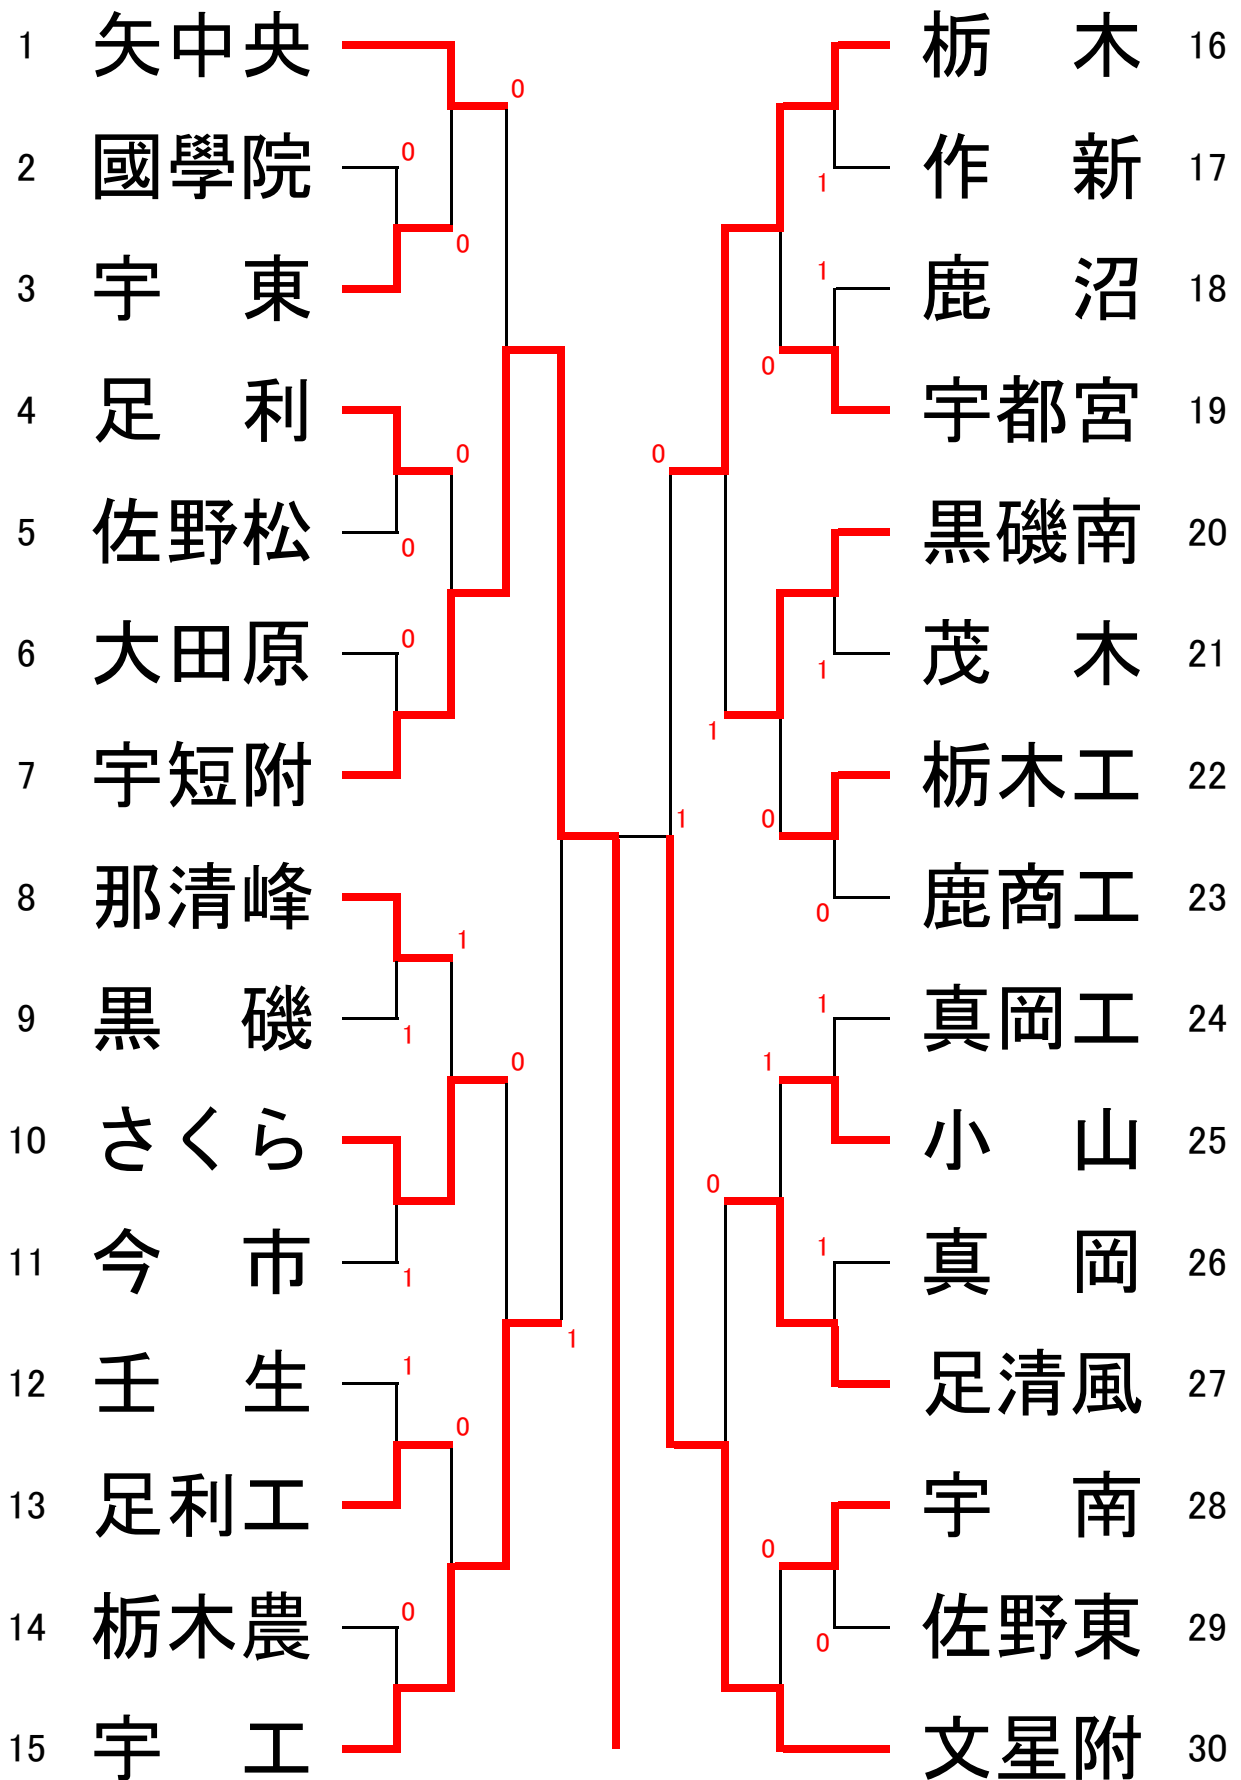 1 矢中央 0 栃木 16
2 國學院 0 作新 17
1
3 宇東 0 鹿沼 18
1
4 足利 0 宇都宮 19
0
5 佐野松 0 黒磯南 20
0
6 大田原 0 茂木 21
1
7 宇短附 栃木工 22
1
1 0
8 那清峰 鹿商工 23
1 0
9 黒磯 1 真岡工 24
1
0 1
10 さくら 小山 25
0
11 今市 1 真岡 26
1
12 壬生 1 足清風 27
1
0
13 足利工 宇南 28
0
14 栃木農 0 佐野東 29
0
15 宇工 文星附 30